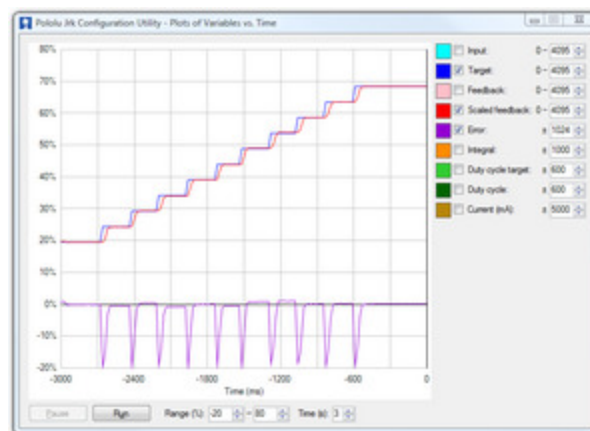 Pololu Jrk Configuration Utility - Plots of Variables vs. Time
80%
70%
60%
50%
40%
30%
20%
10%
0%
-10%
-20%
-3000 -2400 -1800 -1200 -600 0
Time (ms)
Input: 0 - 4095
Target: 0 - 4095
Feedback: 0 - 4095
Scaled feedback: 0 - 4095
Error: ± 1024
Integral: ± 1000
Duty cycle target: ± 600
Duty cycle: ± 600
Current (mA): ± 5000
Pause Run Range (%): -20 - 80 Time (s): 3